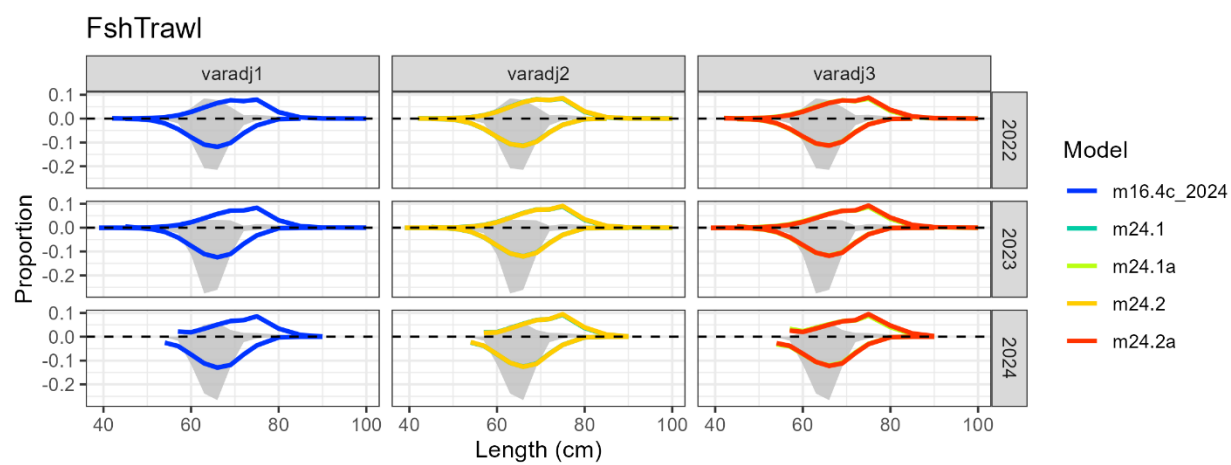 FshTrawl
varadj1 varadj2 varadj3
0.1
0.0
-0.1
-0.2
2022
0.1
0.0
-0.1
-0.2
2023
0.1
0.0
-0.1
-0.2
2024
Proportion
40 60 80 100 40 60 80 100 40 60 80 100
Length (cm)
Model
m16.4c_2024
m24.1
m24.1a
m24.2
m24.2a